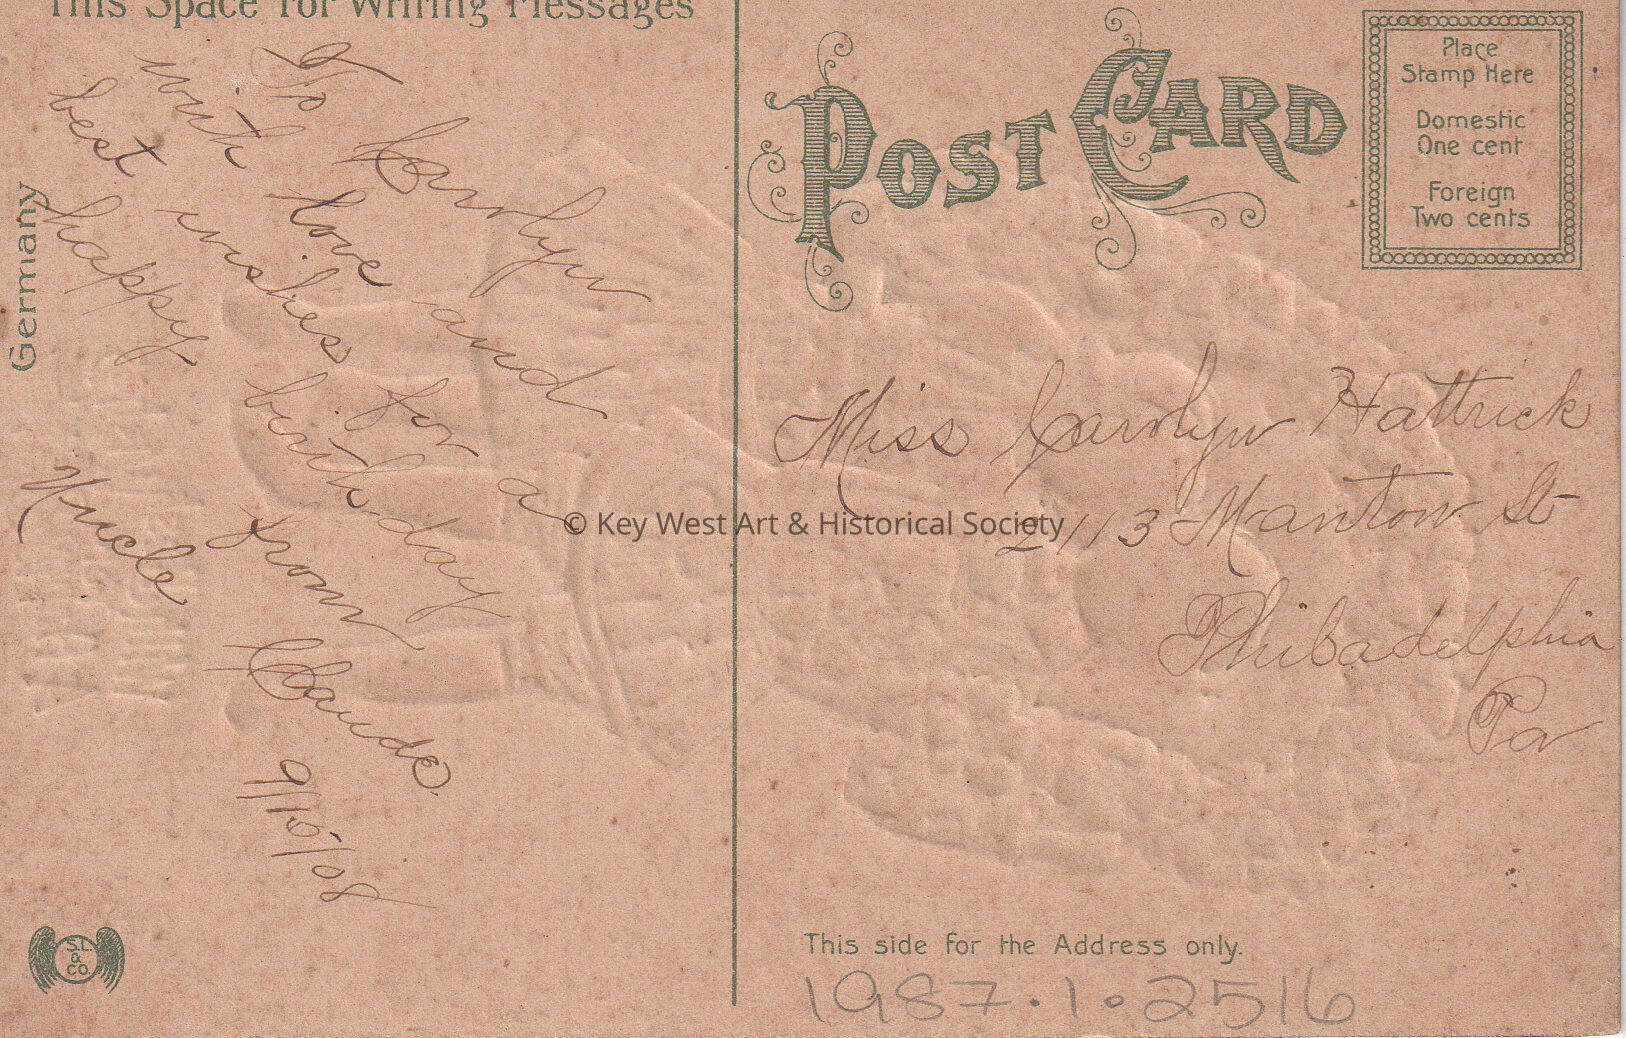 This Space for Writing Messages
To Carolyn
with love and
best wishes for a
happy birthday
from
Uncle Claude
9/15/08
Germany
S.L.
&
CO.
POST CARD
Place
Stamp Here
Domestic
One cent
Foreign
Two cents
Miss Carolyn Hattrick
2113 Manton St
Philadelphia
Pa
© Key West Art & Historical Society
This side for the Address only.
1987.1.2516